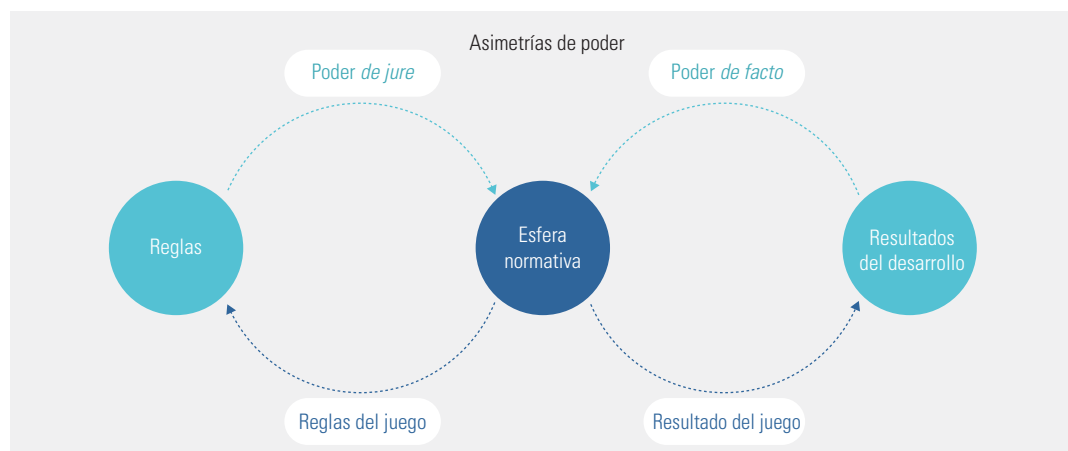 Asimetrías de poder
Poder de jure
Poder de facto
Reglas
Esfera
normativa
Resultados
del desarrollo
Reglas del juego
Resultado del juego